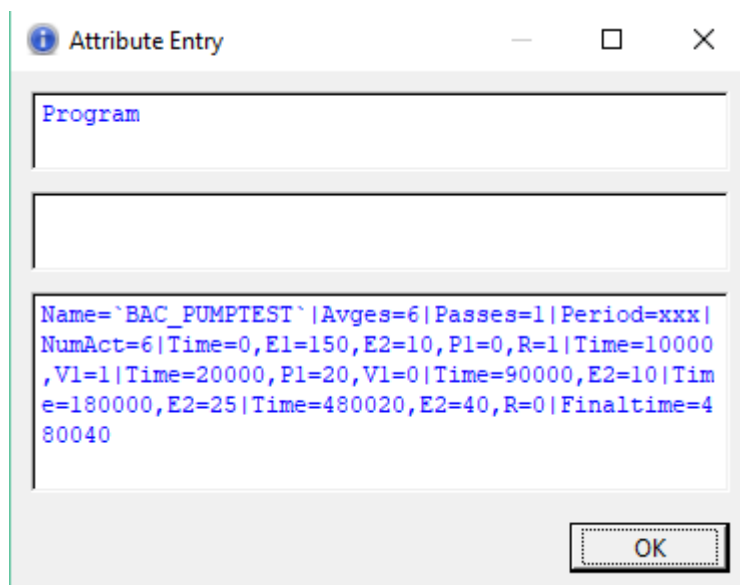 Attribute Entry
Program
Name=`BAC_PUMPTEST`|Avges=6|Passes=1|Period=xxx|
NumAct=6|Time=0,E1=150,E2=10,P1=0,R=1|Time=10000
,V1=1|Time=20000,P1=20,V1=0|Time=90000,E2=10|Tim
e=180000,E2=25|Time=480020,E2=40,R=0|Finaltime=4
80040
OK